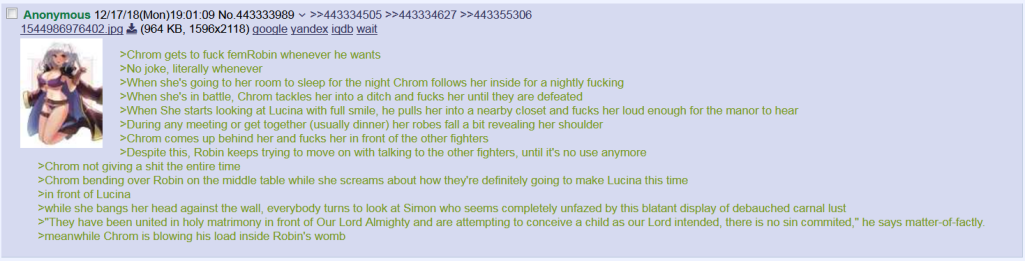 Anonymous 12/17/18(Mon)19:01:09 No.443333989 >>443334505 >>443334627 >>443355306
1544986976402.jpg (964 KB, 1596x2118) google yandex iqdb wait
>Chrom gets to fuck femRobin whenever he wants
>No joke, literally whenever
>When she's going to her room to sleep for the night Chrom follows her inside for a nightly fucking
>When she's in battle, Chrom tackles her into a ditch and fucks her until they are defeated
>When She starts looking at Lucina with full smile, he pulls her into a nearby closet and fucks her loud enough for the manor to hear
>During any meeting or get together (usually dinner) her robes fall a bit revealing her shoulder
>Chrom comes up behind her and fucks her in front of the other fighters
>Despite this, Robin keeps trying to move on with talking to the other fighters, until it's no use anymore
>Chrom not giving a shit the entire time
>Chrom bending over Robin on the middle table while she screams about how they're definitely going to make Lucina this time
>in front of Lucina
>while she bangs her head against the wall, everybody turns to look at Simon who seems completely unfazed by this blatant display of debauched carnal lust
>"They have been united in holy matrimony in front of Our Lord Almighty and are attempting to conceive a child as our Lord intended, there is no sin commited," he says matter-of-factly.
>meanwhile Chrom is blowing his load inside Robin's womb